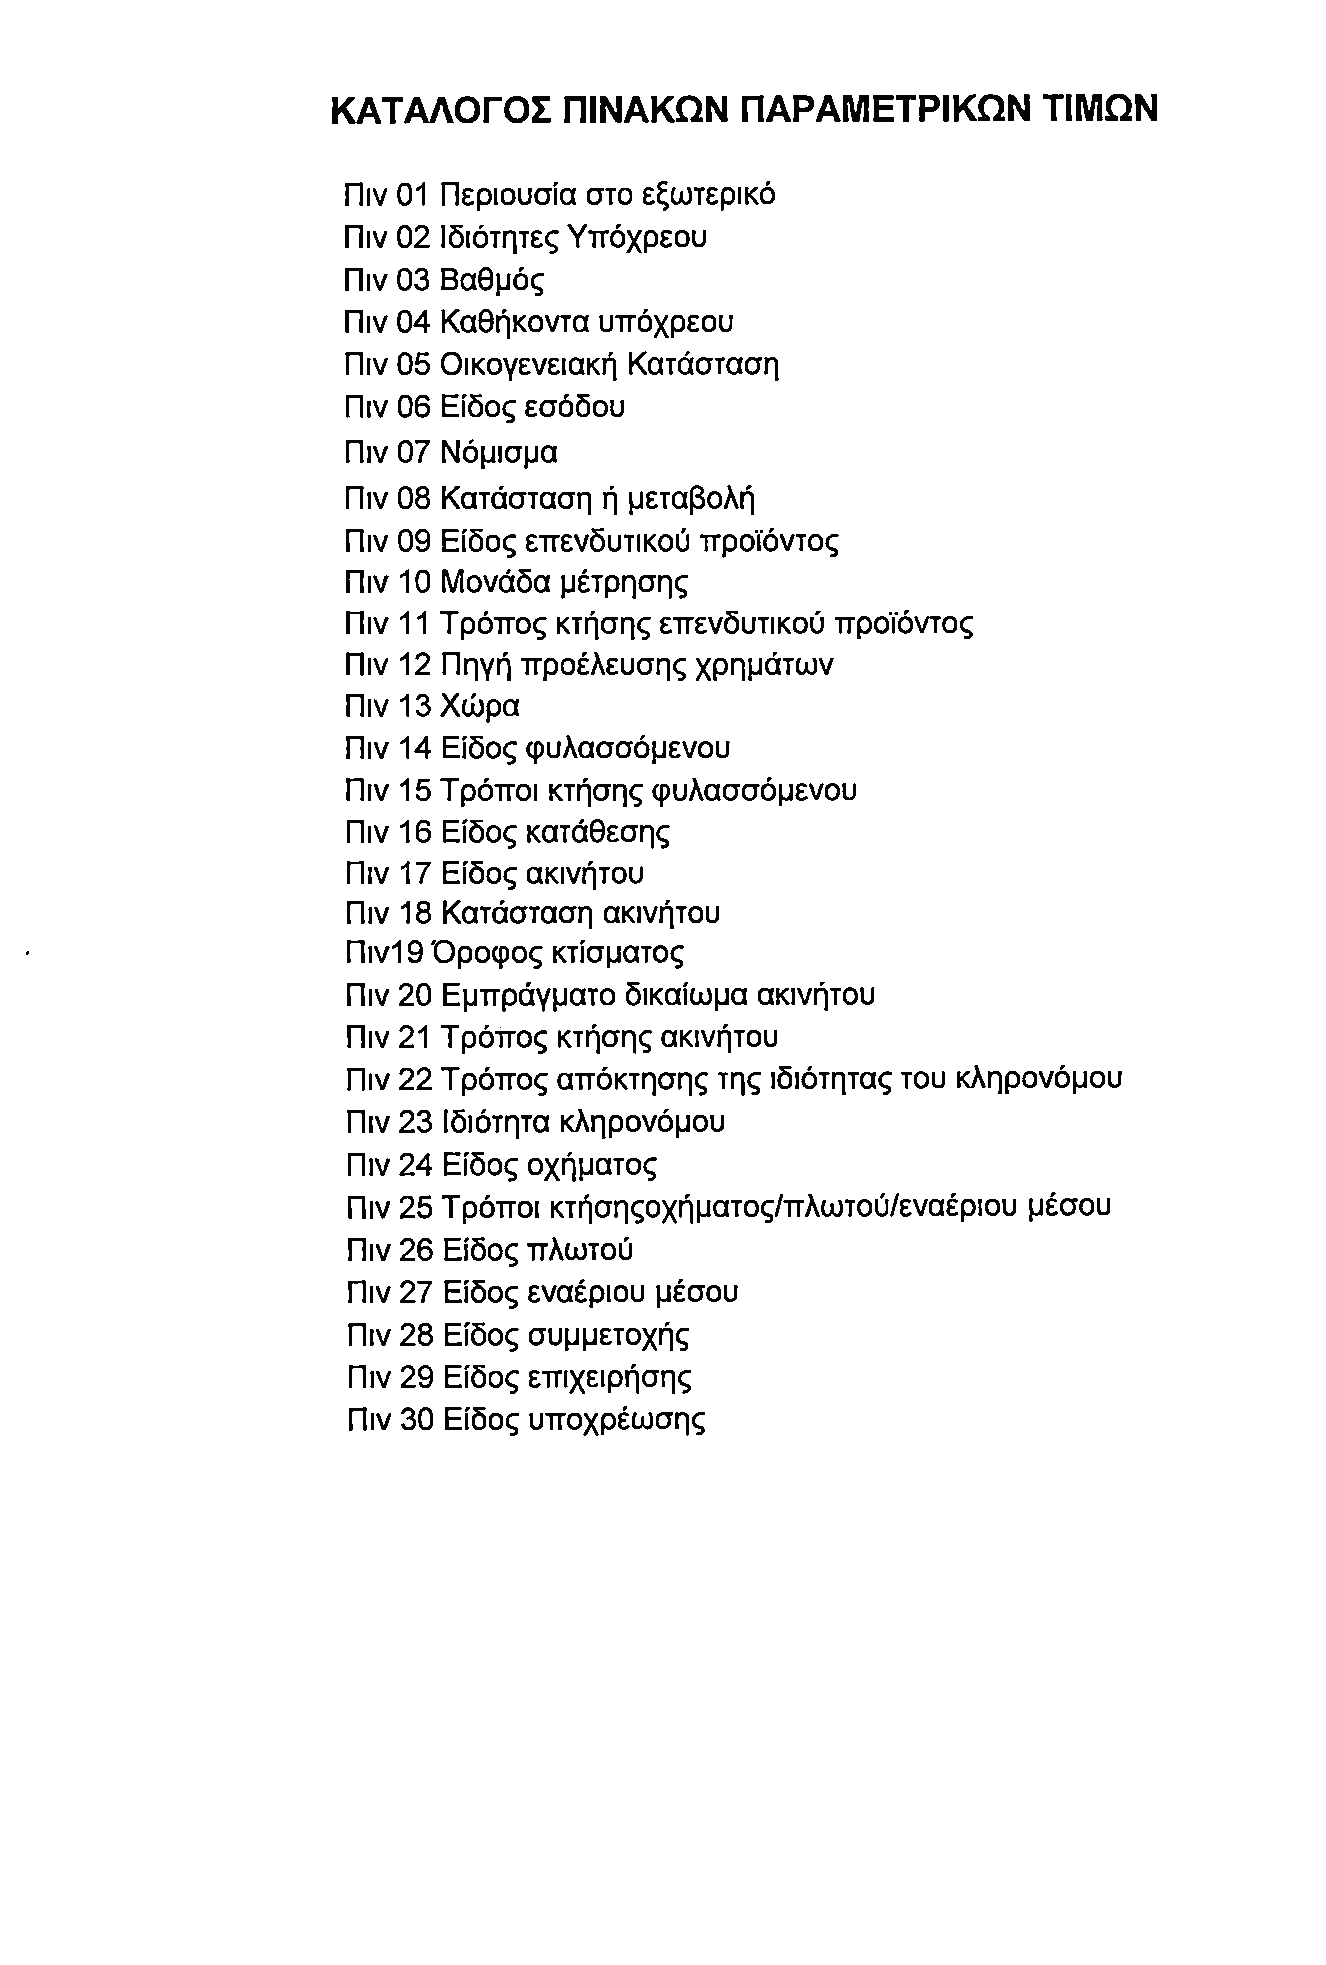 ΚΑΤΑΛΟΓΟΣ ΠΙΝΑΚΩΝ ΠΑΡΑΜΕΤΡΙΚΩΝ ΤΙΜΩΝ
Πιν 01 Περιουσία στο εξωτερικό
Πιν 02 Ιδιότητες Υπόχρεου
Πιν 03 Βαθμός
Πιν 04 Καθήκοντα υπόχρεου
Πιν 05 Οικογενειακή Κατάσταση
Πιν 06 Είδος εσόδου
Πιν 07 Νόμισμα
Πιν 08 Κατάσταση ή μεταβολή
Πιν 09 Είδος επενδυτικού προϊόντος
Πιν 10 Μονάδα μέτρησης
Πιν 11 Τρόπος κτήσης επενδυτικού προϊόντος
Πιν 12 Πηγή προέλευσης χρημάτων
Πιν 13 Χώρα
Πιν 14 Είδος φυλασσόμενου
Πιν 15 Τρόποι κτήσης φυλασσόμενου
Πιν 16 Είδος κατάθεσης
Πιν 17 Είδος ακινήτου
Πιν 18 Κατάσταση ακινήτου
Πιν19 Όροφος κτίσματος
Πιν 20 Εμπράγματο δικαίωμα ακινήτου
Πιν 21 Τρόπος κτήσης ακινήτου
Πιν 22 Τρόπος απόκτησης της ιδιότητας του κληρονόμου
Πιν 23 Ιδιότητα κληρονόμου
Πιν 24 Είδος οχήματος
Πιν 25 Τρόποι κτήσηςοχήματος/πλωτού/εναέριου μέσου
Πιν 26 Είδος πλωτού
Πιν 27 Είδος εναέριου μέσου
Πιν 28 Είδος συμμετοχής
Πιν 29 Είδος επιχειρήσης
Πιν 30 Είδος υποχρέωσης